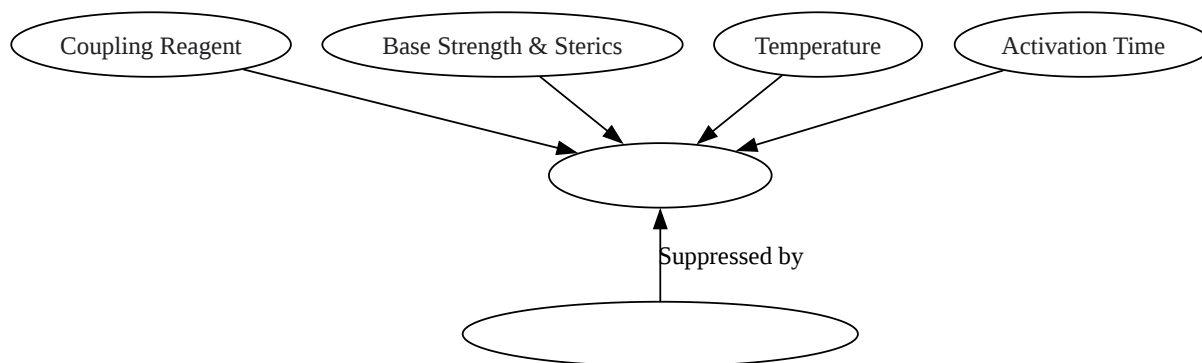 Coupling Reagent
Base Strength & Sterics
Temperature
Activation Time
Suppressed by